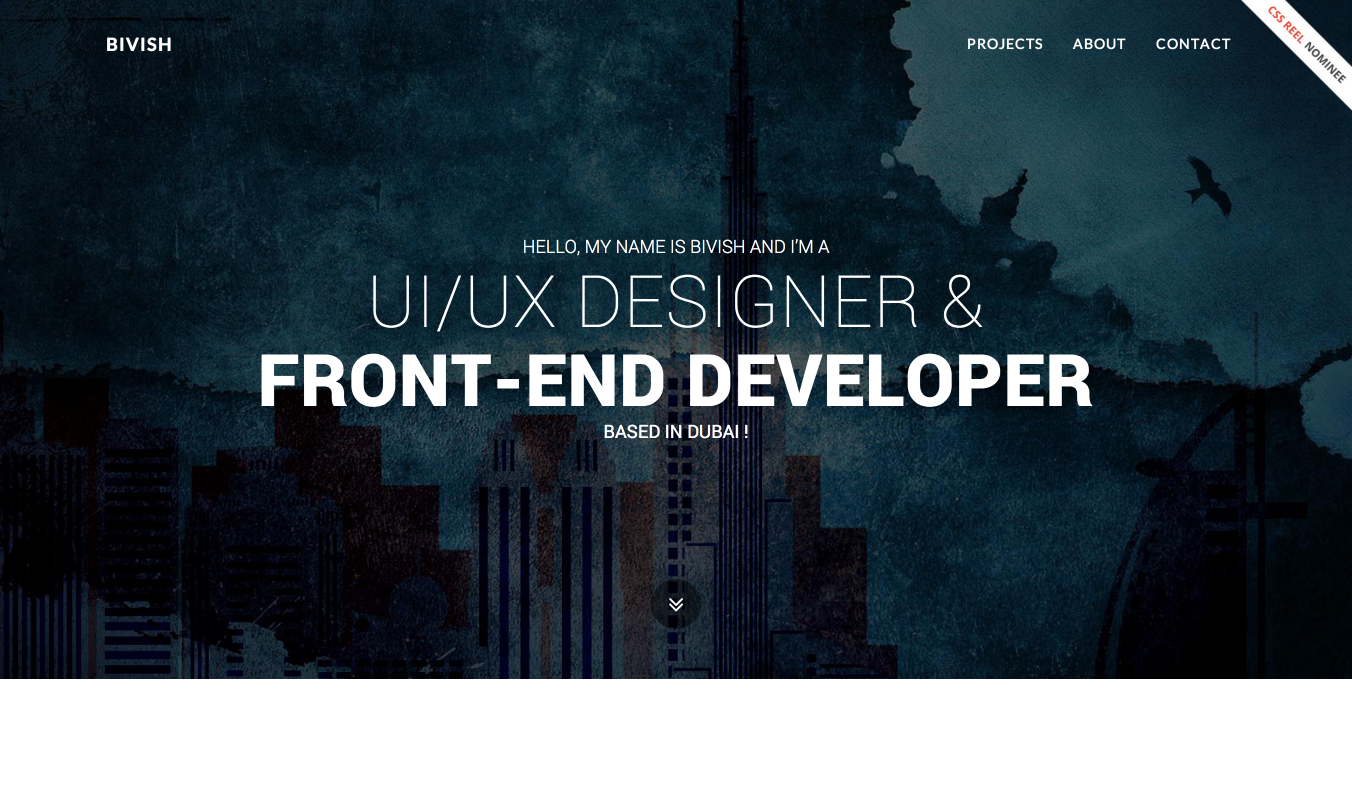 BIVISH
PROJECTS ABOUT CONTACT
CSS REEL NOMINEE
HELLO, MY NAME IS BIVISH AND I'M A
UI/UX DESIGNER &
FRONT-END DEVELOPER
BASED IN DUBAI !